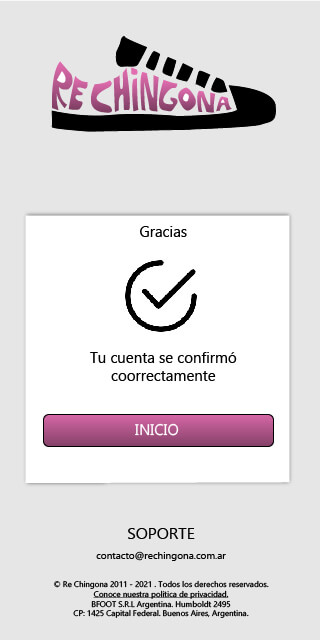 RE CHINGONA
Gracias
Tu cuenta se confirmó
coorrectamente
INICIO
SOPORTE
contacto@rechingona.com.ar
© Re Chingona 2011 - 2021 . Todos los derechos reservados.
Conoce nuestra politica de privacidad.
BFOOT S.R.L Argentina. Humboldt 2495
CP: 1425 Capital Federal. Buenos Aires, Argentina.